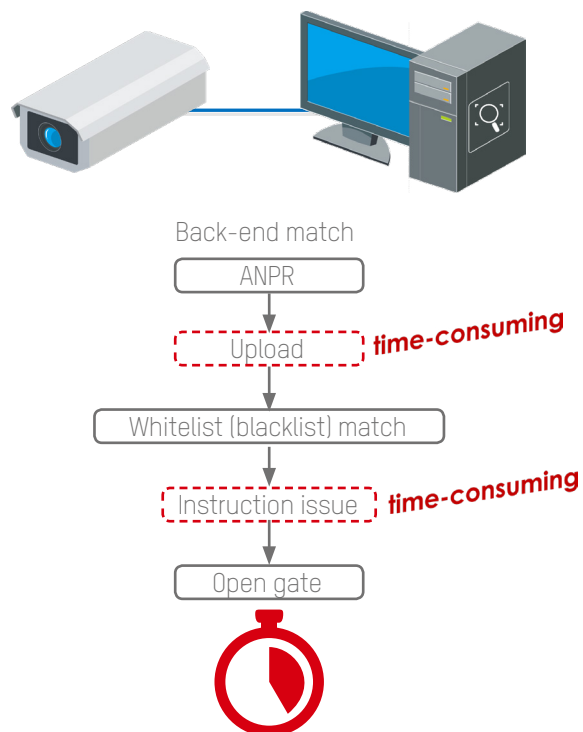 Back-end match
ANPR
Upload
time-consuming
Whitelist (blacklist) match
Instruction issue
time-consuming
Open gate